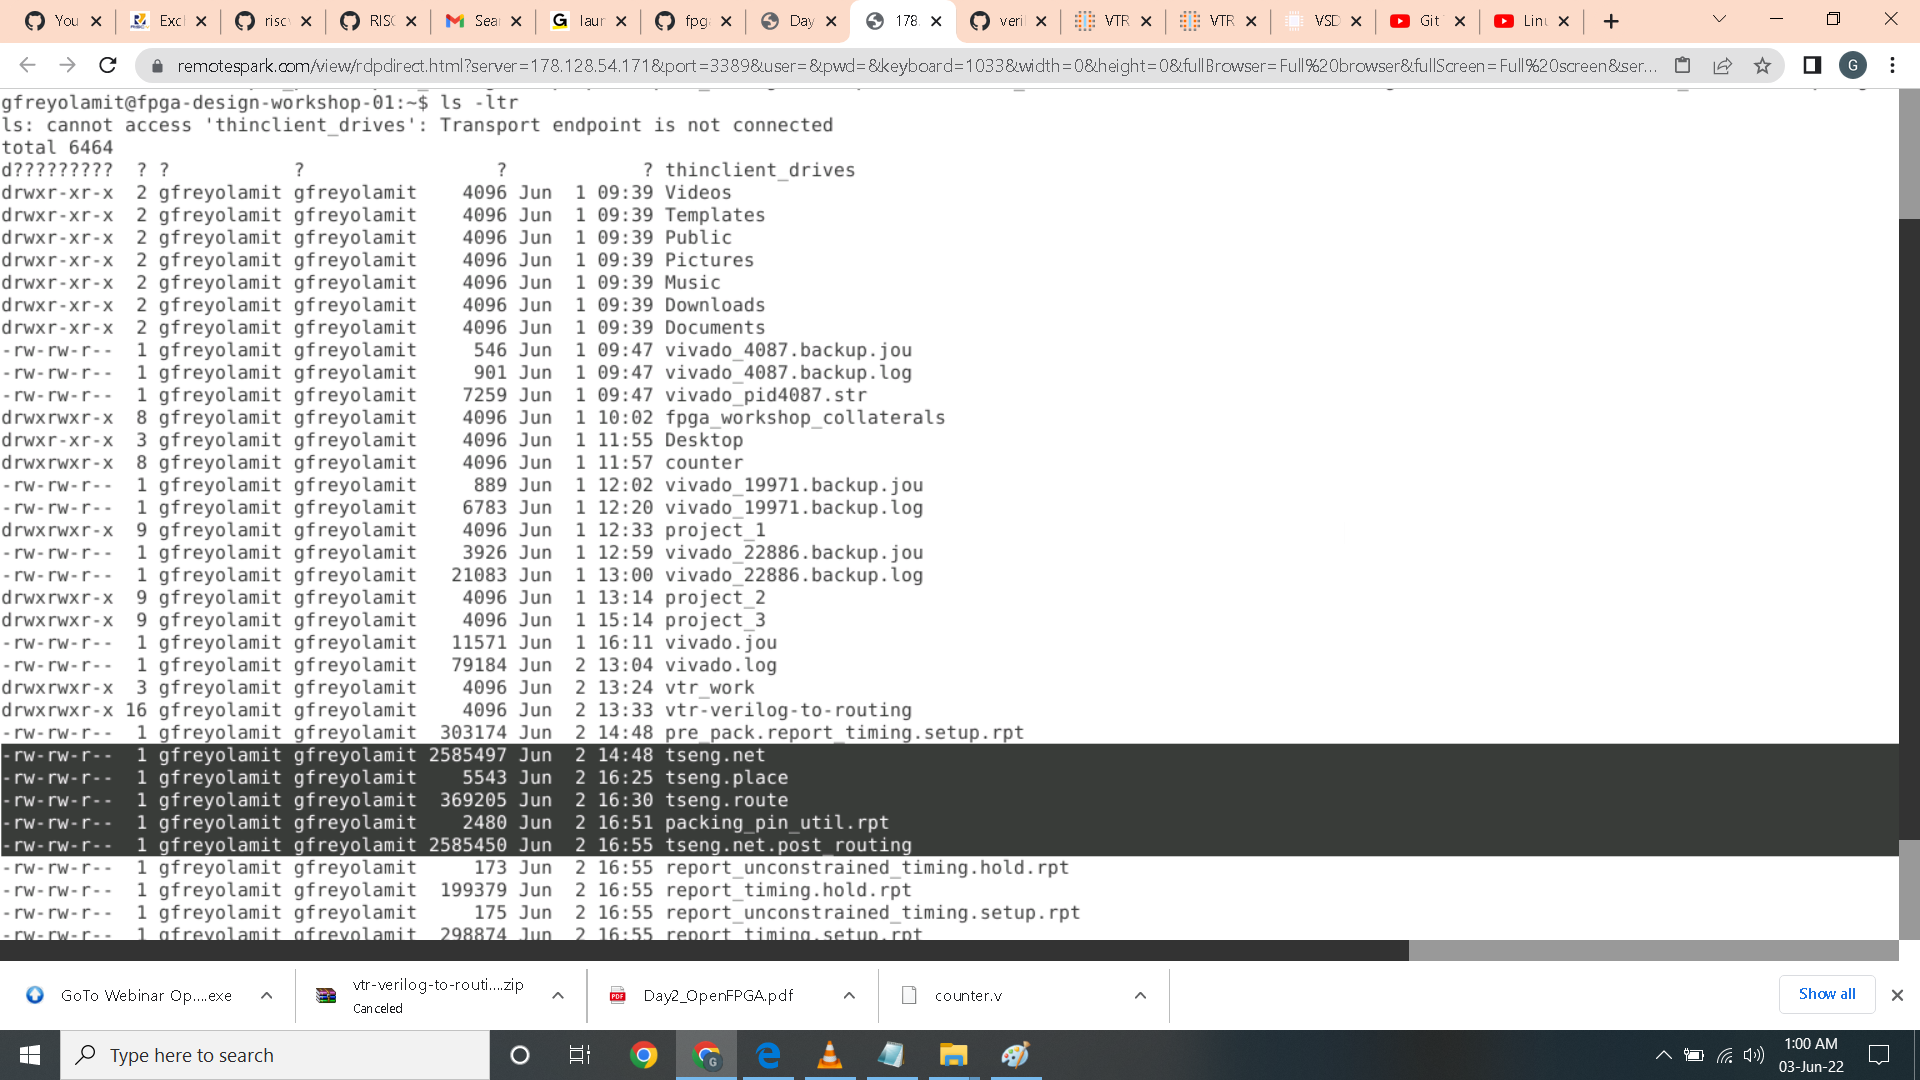 You
Excl
riscv
RISC
Sear
laur
fpga
Day
178.
veril
VTR
VTR
VSD
Git
Linu
remotespark.com/view/rdpdirect.html?server=178.128.54.171&port=3389&user=&pwd=&keyboard=1033&width=0&height=0&fullBrowser=Full%20browser&fullScreen=Full%20screen&ser...
G
gfreyolamit@fpga-design-workshop-01:~$ ls -ltr
ls: cannot access 'thinclient_drives': Transport endpoint is not connected
total 6464
d????????? ? ? ? ? ? thinclient_drives
drwxr-xr-x 2 gfreyolamit gfreyolamit 4096 Jun 1 09:39 Videos
drwxr-xr-x 2 gfreyolamit gfreyolamit 4096 Jun 1 09:39 Templates
drwxr-xr-x 2 gfreyolamit gfreyolamit 4096 Jun 1 09:39 Public
drwxr-xr-x 2 gfreyolamit gfreyolamit 4096 Jun 1 09:39 Pictures
drwxr-xr-x 2 gfreyolamit gfreyolamit 4096 Jun 1 09:39 Music
drwxr-xr-x 2 gfreyolamit gfreyolamit 4096 Jun 1 09:39 Downloads
drwxr-xr-x 2 gfreyolamit gfreyolamit 4096 Jun 1 09:39 Documents
-rw-rw-r-- 1 gfreyolamit gfreyolamit 546 Jun 1 09:47 vivado_4087.backup.jou
-rw-rw-r-- 1 gfreyolamit gfreyolamit 901 Jun 1 09:47 vivado_4087.backup.log
-rw-rw-r-- 1 gfreyolamit gfreyolamit 7259 Jun 1 09:47 vivado_pid4087.str
drwxrwxr-x 8 gfreyolamit gfreyolamit 4096 Jun 1 10:02 fpga_workshop_collaterals
drwxr-xr-x 3 gfreyolamit gfreyolamit 4096 Jun 1 11:55 Desktop
drwxrwxr-x 8 gfreyolamit gfreyolamit 4096 Jun 1 11:57 counter
-rw-rw-r-- 1 gfreyolamit gfreyolamit 889 Jun 1 12:02 vivado_19971.backup.jou
-rw-rw-r-- 1 gfreyolamit gfreyolamit 6783 Jun 1 12:20 vivado_19971.backup.log
drwxrwxr-x 9 gfreyolamit gfreyolamit 4096 Jun 1 12:33 project_1
-rw-rw-r-- 1 gfreyolamit gfreyolamit 3926 Jun 1 12:59 vivado_22886.backup.jou
-rw-rw-r-- 1 gfreyolamit gfreyolamit 21083 Jun 1 13:00 vivado_22886.backup.log
drwxrwxr-x 9 gfreyolamit gfreyolamit 4096 Jun 1 13:14 project_2
drwxrwxr-x 9 gfreyolamit gfreyolamit 4096 Jun 1 15:14 project_3
-rw-rw-r-- 1 gfreyolamit gfreyolamit 11571 Jun 1 16:11 vivado.jou
-rw-rw-r-- 1 gfreyolamit gfreyolamit 79184 Jun 2 13:04 vivado.log
drwxrwxr-x 3 gfreyolamit gfreyolamit 4096 Jun 2 13:24 vtr_work
drwxrwxr-x 16 gfreyolamit gfreyolamit 4096 Jun 2 13:33 vtr-verilog-to-routing
-rw-rw-r-- 1 gfreyolamit gfreyolamit 303174 Jun 2 14:48 pre_pack.report_timing.setup.rpt
-rw-rw-r-- 1 gfreyolamit gfreyolamit 2585497 Jun 2 14:48 tseng.net
-rw-rw-r-- 1 gfreyolamit gfreyolamit 5543 Jun 2 16:25 tseng.place
-rw-rw-r-- 1 gfreyolamit gfreyolamit 369205 Jun 2 16:30 tseng.route
-rw-rw-r-- 1 gfreyolamit gfreyolamit 2480 Jun 2 16:51 packing_pin_util.rpt
-rw-rw-r-- 1 gfreyolamit gfreyolamit 2585450 Jun 2 16:55 tseng.net.post_routing
-rw-rw-r-- 1 gfreyolamit gfreyolamit 173 Jun 2 16:55 report_unconstrained_timing.hold.rpt
-rw-rw-r-- 1 gfreyolamit gfreyolamit 199379 Jun 2 16:55 report_timing.hold.rpt
-rw-rw-r-- 1 gfreyolamit gfreyolamit 175 Jun 2 16:55 report_unconstrained_timing.setup.rpt
-rw-rw-r-- 1 gfreyolamit gfreyolamit 298874 Jun 2 16:55 report_timing.setup.rpt
GoTo Webinar Op....exe
vtr-verilog-to-routi....zip
Canceled
Day2_OpenFPGA.pdf
counter.v
Show all
Type here to search
1:00 AM
03-Jun-22